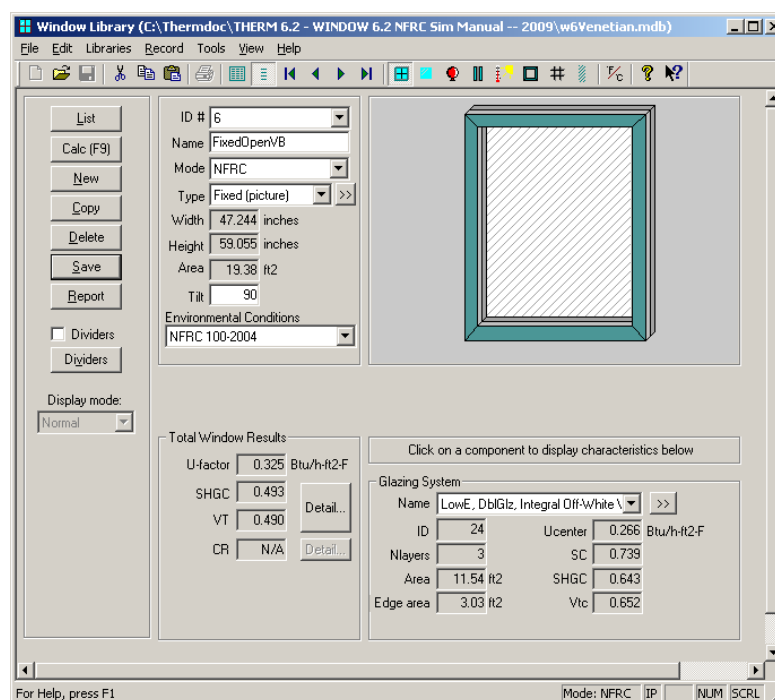 Window Library (C:\Thermdoc\THERM 6.2 - WINDOW 6.2 NFRC Sim Manual -- 2009\w6Venetian.mdb)
File Edit Libraries Record Tools View Help
List
Calc (F9)
New
Copy
Delete
Save
Report
Dividers
Dividers
Display mode:
Normal
ID # 6
Name FixedOpenVB
Mode NFRC
Type Fixed (picture) >>
Width 47.244 inches
Height 59.055 inches
Area 19.38 ft2
Tilt 90
Environmental Conditions
NFRC 100-2004
Total Window Results
U-factor 0.325 Btu/h-ft2-F
SHGC 0.493
VT 0.490
Detail...
CR N/A Detail...
Click on a component to display characteristics below
Glazing System
Name LowE, DblGlz, Integral Off-White \ >>
ID 24 Ucenter 0.266 Btu/h-ft2-F
Nlayers 3 SC 0.739
Area 11.54 ft2 SHGC 0.643
Edge area 3.03 ft2 Vtc 0.652
For Help, press F1 Mode: NFRC IP NUM SCRL